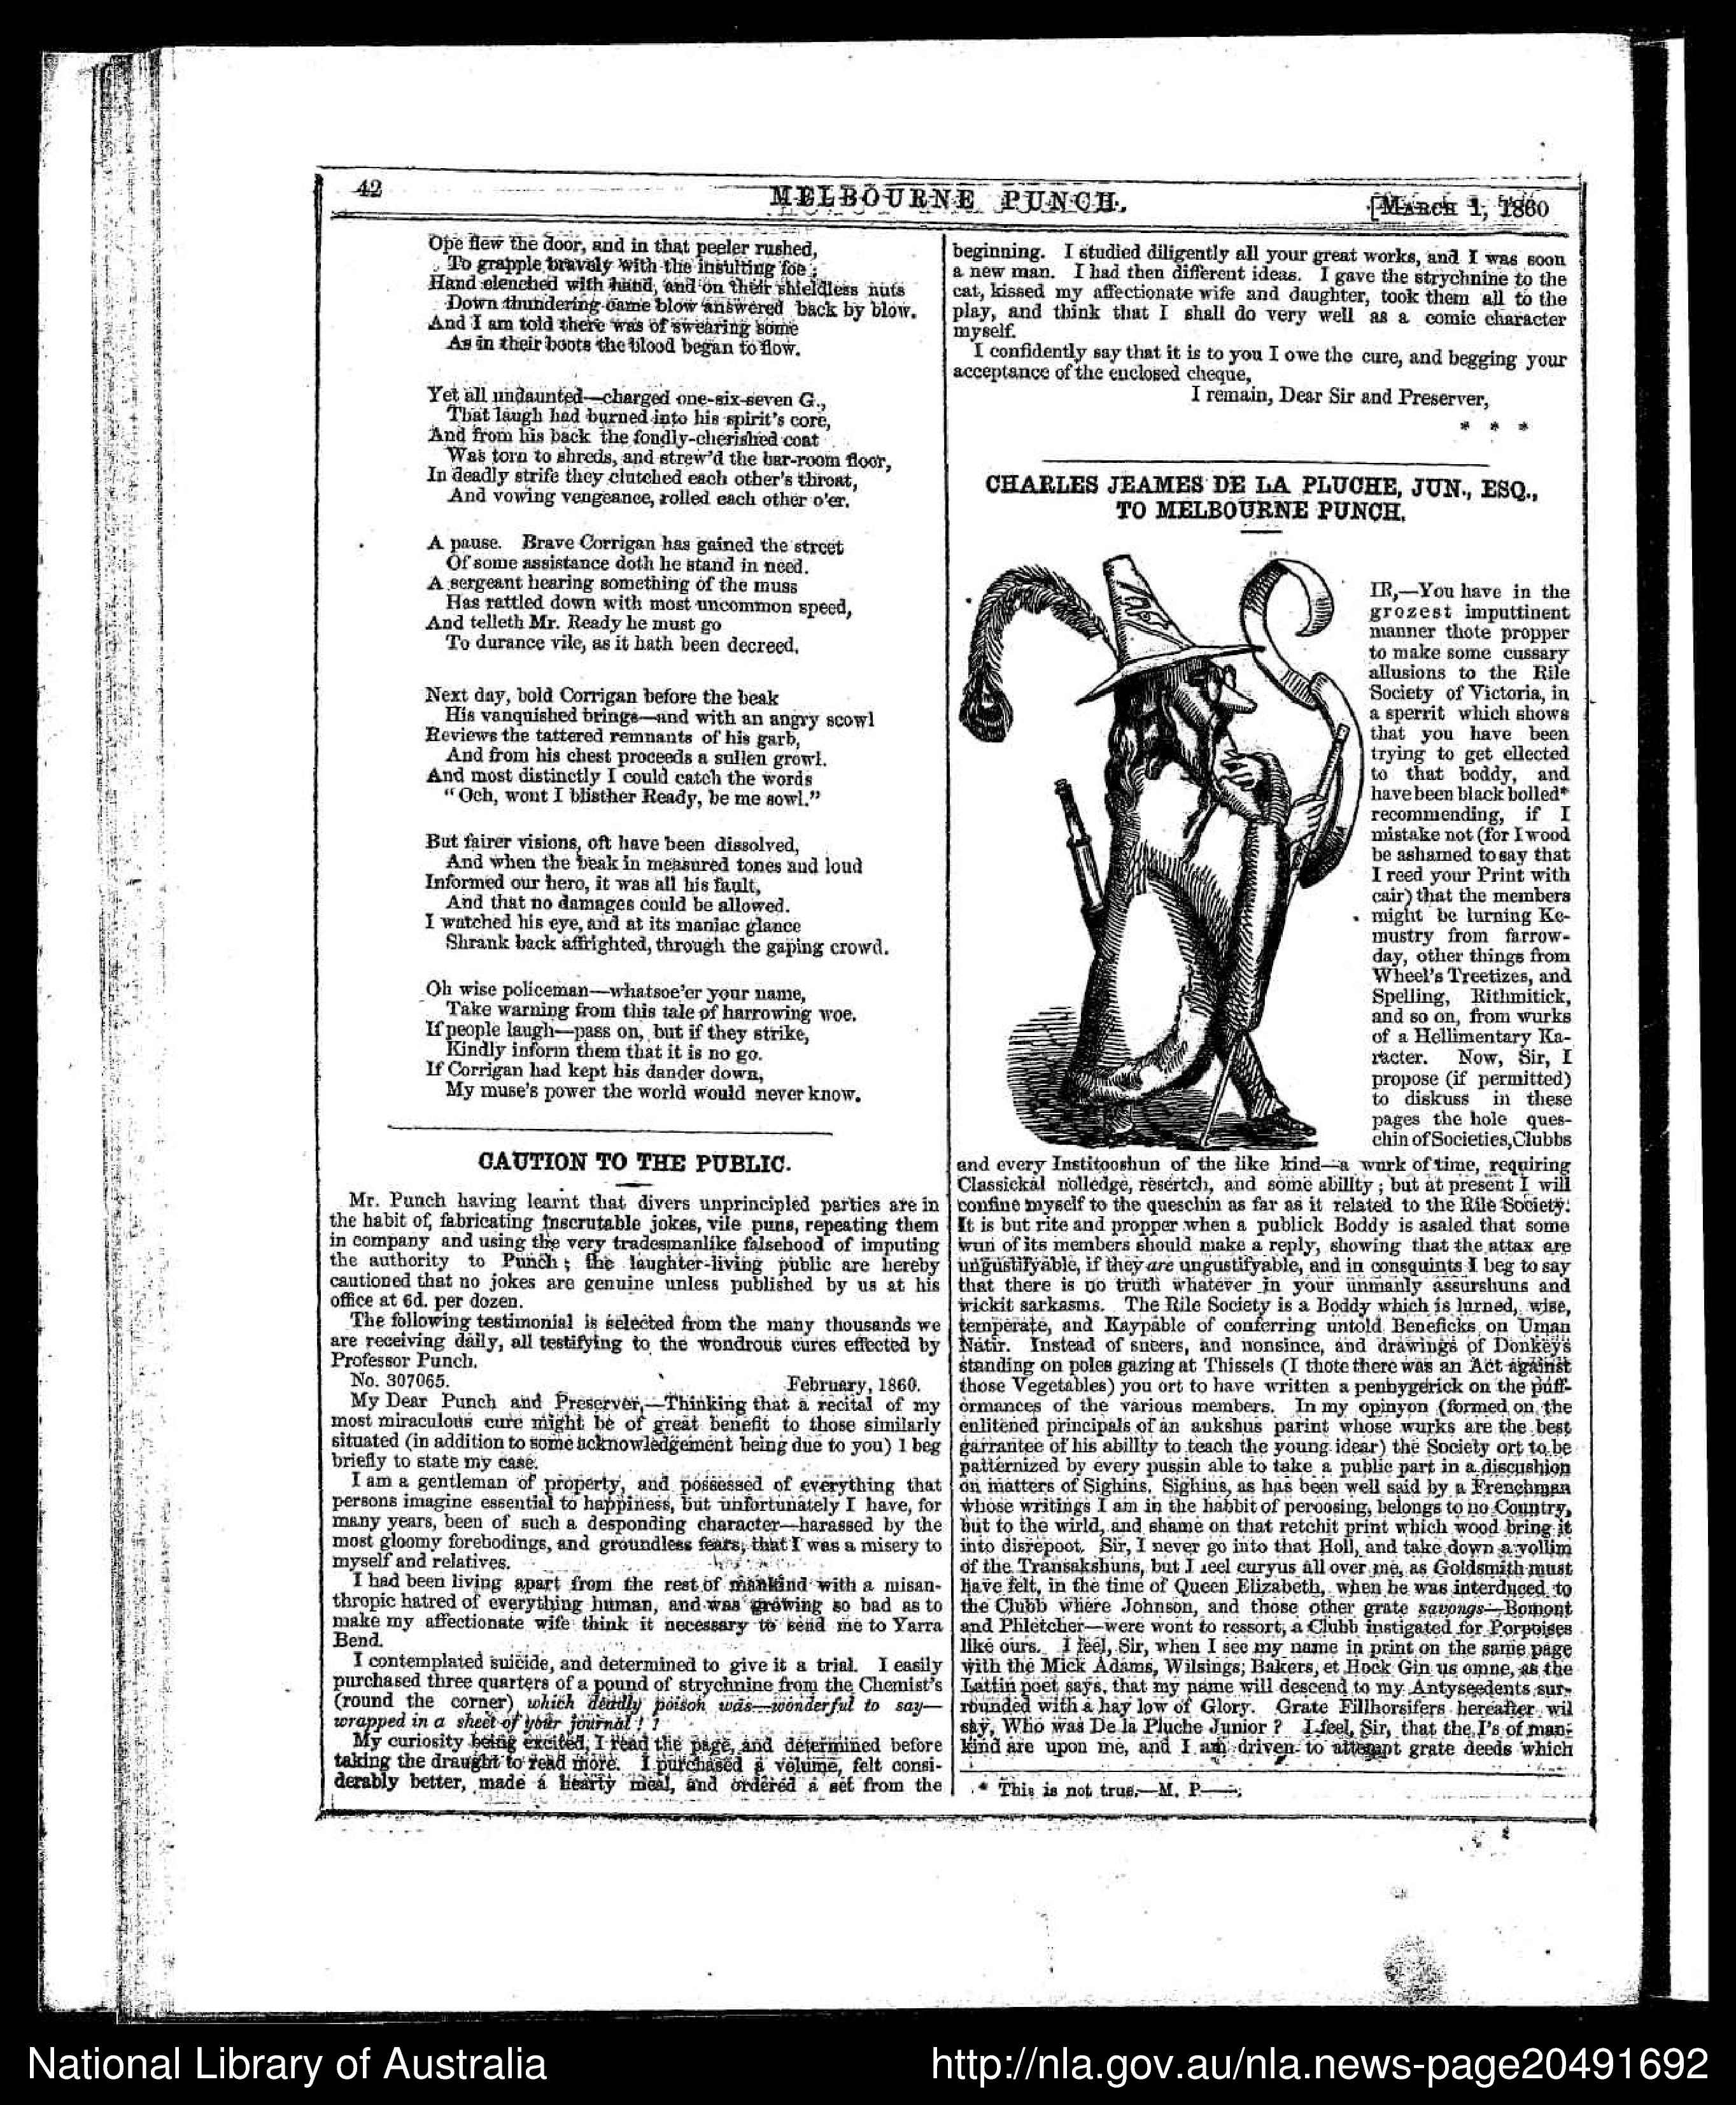 42
MELBOURNE PUNCH.
[MARCH 1, 1860
Ope flew the door, and in that peeler rushed,
To grapple bravely with the insulting foe;
Hand clenched with hand, and on their shieldless nuts
Down thundering came blow answered back by blow.
And I am told there was of swearing some
As in their boots the blood began to flow.
Yet all undaunted—charged one-six-seven G.,
That laugh had burned into his spirit's core,
And from his back the fondly-cherished coat
Was torn to shreds, and strew'd the bar-room floor,
In deadly strife they clutched each other's throat,
And vowing vengeance, rolled each other o'er.
A pause. Brave Corrigan has gained the street
Of some assistance doth he stand in need.
A sergeant hearing something of the muss
Has rattled down with most uncommon speed,
And telleth Mr. Ready he must go
To durance vile, as it hath been decreed.
Next day, bold Corrigan before the beak
His vanquished brings—and with an angry scowl
Reviews the tattered remnants of his garb,
And from his chest proceeds a sullen growl.
And most distinctly I could catch the words
"Och, wont I blisther Ready, be me sowl."
But fairer visions, oft have been dissolved,
And when the beak in measured tones and loud
Informed our hero, it was all his fault,
And that no damages could be allowed.
I watched his eye, and at its maniac glance
Shrank back affrighted, through the gaping crowd.
Oh wise policeman—whatsoe'er your name,
Take warning from this tale of harrowing woe.
If people laugh—pass on, but if they strike,
Kindly inform them that it is no go.
If Corrigan had kept his dander down,
My muse's power the world would never know.
CAUTION TO THE PUBLIC.
Mr. Punch having learnt that divers unprincipled parties are in
the habit of, fabricating inscrutable jokes, vile puns, repeating them
in company and using the very tradesmanlike falsehood of imputing
the authority to Punch; the laughter-living public are hereby
cautioned that no jokes are genuine unless published by us at his
office at 6d. per dozen.
The following testimonial is selected from the many thousands we
are receiving daily, all testifying to the wondrous cures effected by
Professor Punch.
No. 307065. February, 1860.
My Dear Punch and Preserver,—Thinking that a recital of my
most miraculous cure might be of great benefit to those similarly
situated (in addition to some acknowledgement being due to you) I beg
briefly to state my case.
I am a gentleman of property, and possessed of everything that
persons imagine essential to happiness, but unfortunately I have, for
many years, been of such a desponding character—harassed by the
most gloomy forebodings, and groundless fears, that I was a misery to
myself and relatives.
I had been living apart from the rest of mankind with a misan-
thropic hatred of everything human, and was growing so bad as to
make my affectionate wife think it necessary to send me to Yarra
Bend.
I contemplated suicide, and determined to give it a trial. I easily
purchased three quarters of a pound of strychnine from the Chemist's
(round the corner) which deadly poison was—wonderful to say—
wrapped in a sheet of your journal! !
My curiosity being excited, I read the page, and determined before
taking the draught to read more. I purchased a volume, felt consi-
derably better, made a hearty meal, and ordered a set from the
beginning. I studied diligently all your great works, and I was soon
a new man. I had then different ideas. I gave the strychnine to the
cat, kissed my affectionate wife and daughter, took them all to the
play, and think that I shall do very well as a comic character
myself.
I confidently say that it is to you I owe the cure, and begging your
acceptance of the enclosed cheque,
I remain, Dear Sir and Preserver,
* * *
CHARLES JEAMES DE LA PLUCHE, JUN., ESQ.,
TO MELBOURNE PUNCH.
IR,—You have in the
grozest imputtinent
manner thote propper
to make some cussary
allusions to the Rile
Society of Victoria, in
a sperrit which shows
that you have been
trying to get ellected
to that boddy, and
have been black bolled*
recommending, if I
mistake not (for I wood
be ashamed to say that
I reed your Print with
cair) that the members
might be lurning Ke-
mustry from farrow-
day, other things from
Wheel's Treetizes, and
Spelling, Rithmitick,
and so on, from wurks
of a Hellimentary Ka-
racter. Now, Sir, I
propose (if permitted)
to diskuss in these
pages the hole ques-
chin of Societies, Clubbs
and every Institooshun of the like kind—a wurk of time, requiring
Classickal nolledge, resertch, and some ability; but at present I will
confine myself to the queschin as far as it related to the Rile Society.
It is but rite and propper when a publick Boddy is asaled that some
wun of its members should make a reply, showing that the attax are
ungustifyable, if they are ungustifyable, and in consquints I beg to say
that there is no truth whatever in your unmanly assurshuns and
wickit sarkasms. The Rile Society is a Boddy which is lurned, wise,
temperate, and Kaypable of conferring untold Beneficks on Uman
Natir. Instead of sneers, and nonsince, and drawings of Donkeys
standing on poles gazing at Thissels (I thote there was an Act against
those Vegetables) you ort to have written a penhygerick on the puff-
ormances of the various members. In my opinyon (formed on the
enlitened principals of an aukshus parint whose wurks are the best
garrantee of his abillty to teach the young idear) the Society ort to be
patternized by every pussin able to take a public part in a discushion
on matters of Sighins. Sighins, as has been well said by a Frenchman
whose writings I am in the habbit of peroosing, belongs to no Country,
but to the wirld, and shame on that retchit print which wood bring it
into disrepoot. Sir, I never go into that Holl, and take down a vollim
of the Transakshuns, but I feel curyus all over me, as Goldsmith must
have felt, in the time of Queen Elizabeth, when he was interduced to
the Clubb where Johnson, and those other grate savongs—Bomont
and Phletcher—were wont to ressort, a Clubb instigated for Porpoises
like ours. I feel, Sir, when I see my name in print on the same page
with the Mick Adams, Wilsings, Bakers, et Hock Gin us omne, as the
Lattin poet says, that my name will descend to my Antyseedents sur-
rounded with a hay low of Glory. Grate Fillhorsifers hereafter wil
say, Who was De la Pluche Junior? I feel, Sir, that the I's of man-
kind are upon me, and I am driven to attempt grate deeds which
* This is not true.—M. P.—
National Library of Australia
http://nla.gov.au/nla.news-page20491692